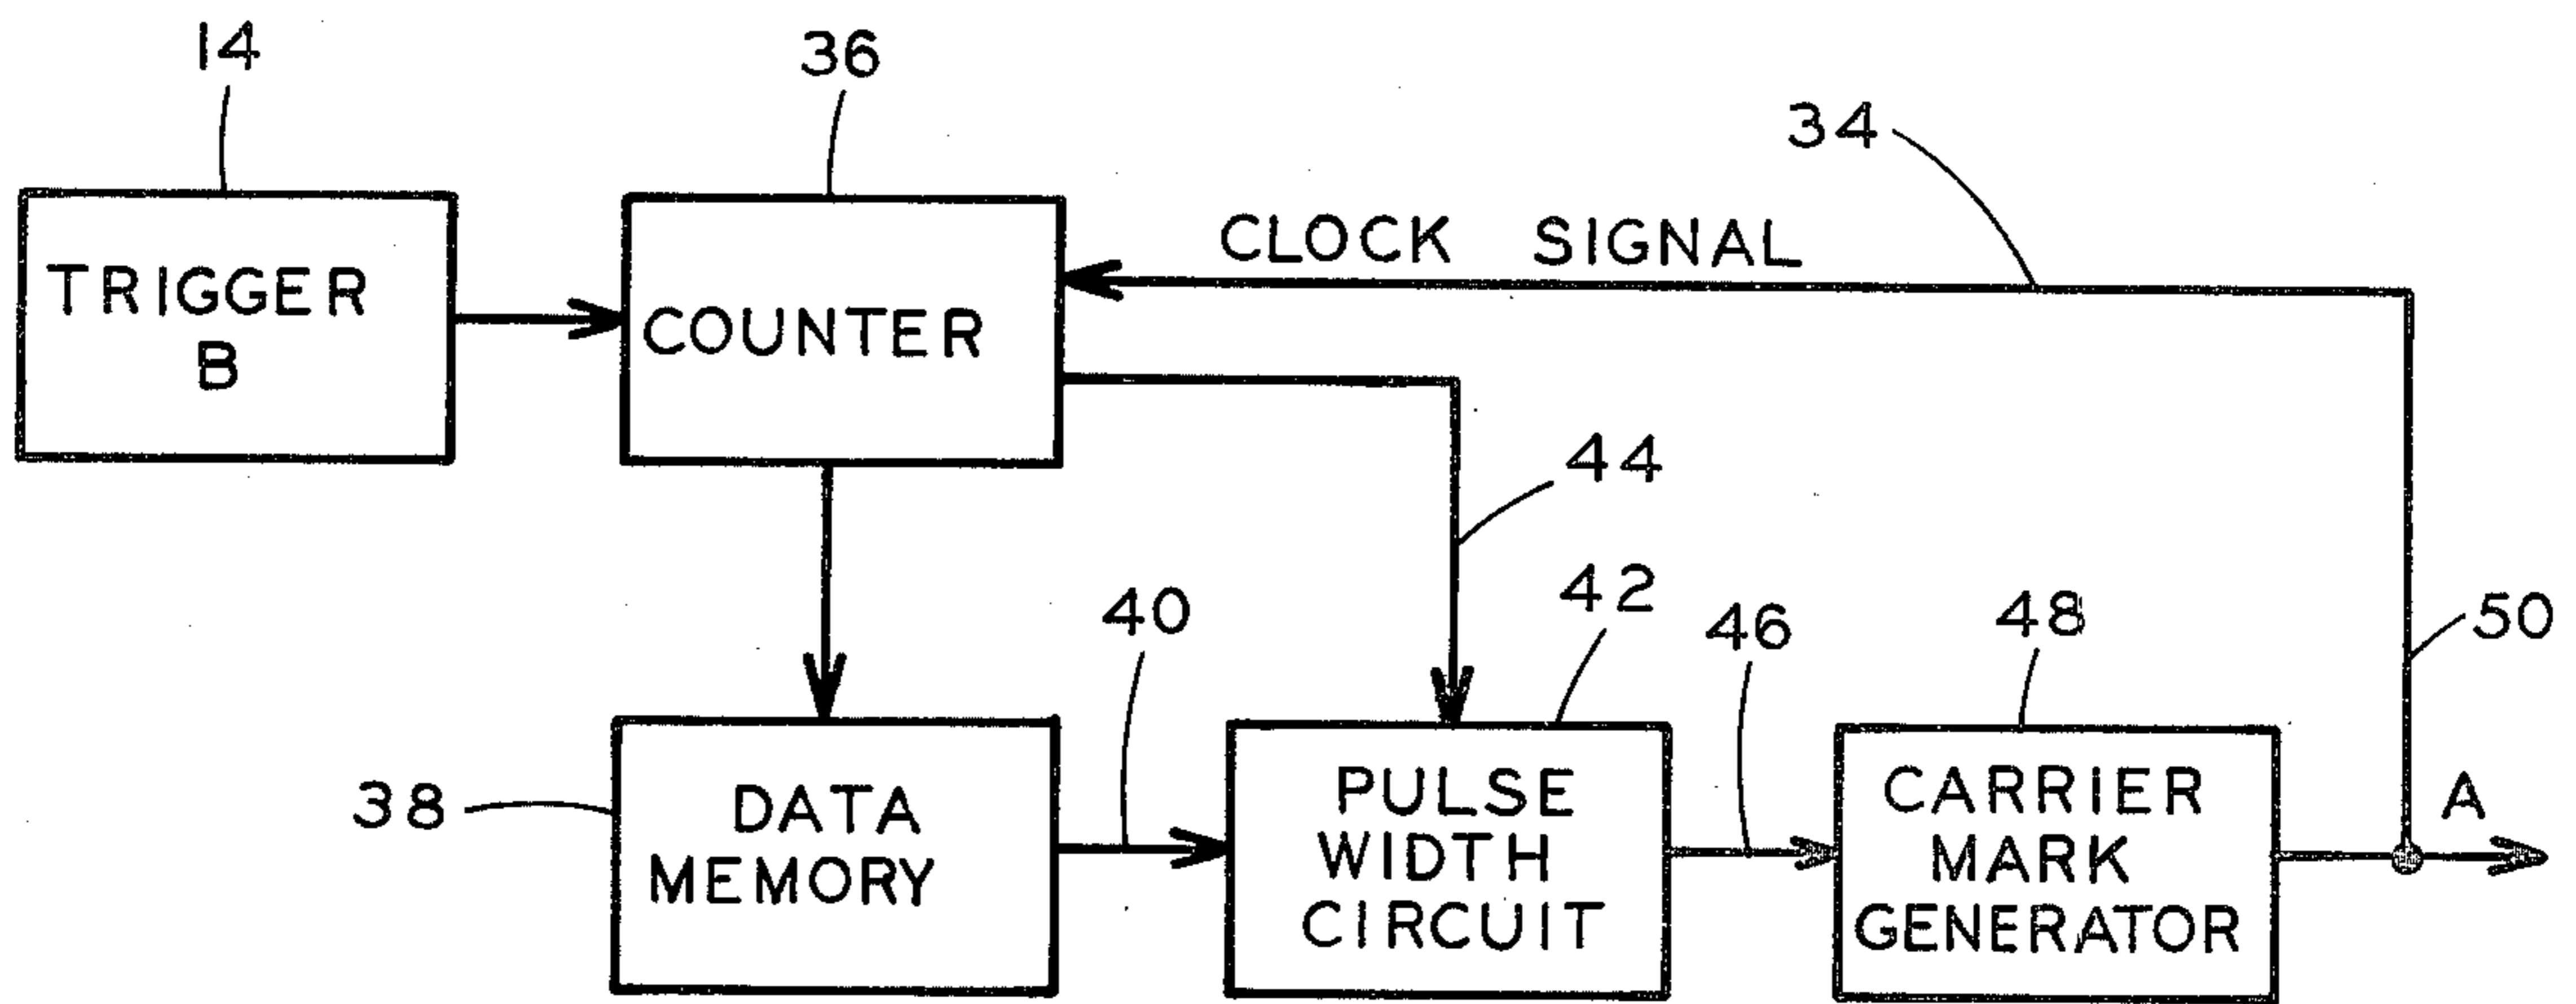 14
36
34
TRIGGER
B
COUNTER
CLOCK SIGNAL
44
38
DATA
MEMORY
40
42
PULSE
WIDTH
CIRCUIT
46
48
CARRIER
MARK
GENERATOR
50
A